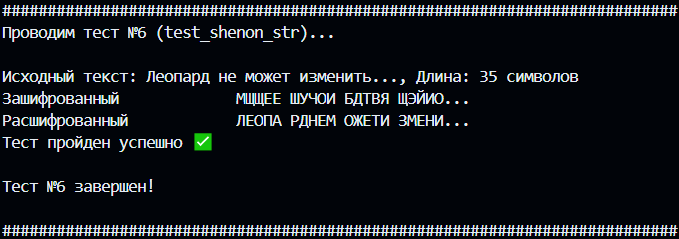 ##########################################################################
Проводим тест №6 (test_shenon_str)...
Исходный текст: Леопард не может изменить..., Длина: 35 символов
Зашифрованный МЩЩЕЕ ШУЧОИ БДТВЯ ЩЭЙИО...
Расшифрованный ЛЕОПА РДНЕМ ОЖЕТИ ЗМЕНИ...
Тест пройден успешно ✅
Тест №6 завершен!
##########################################################################